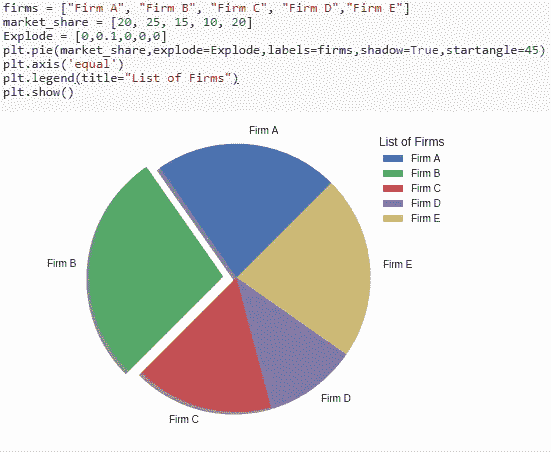 firms = ["Firm A", "Firm B", "Firm C", "Firm D","Firm E"]
market_share = [20, 25, 15, 10, 20]
Explode = [0,0.1,0,0,0]
plt.pie(market_share,explode=Explode,labels=firms,shadow=True,startangle=45)
plt.axis('equal')
plt.legend(title="List of Firms")
plt.show()
Firm A
List of Firms
Firm A
Firm B
Firm C
Firm D
Firm E
Firm B
Firm E
Firm D
Firm C